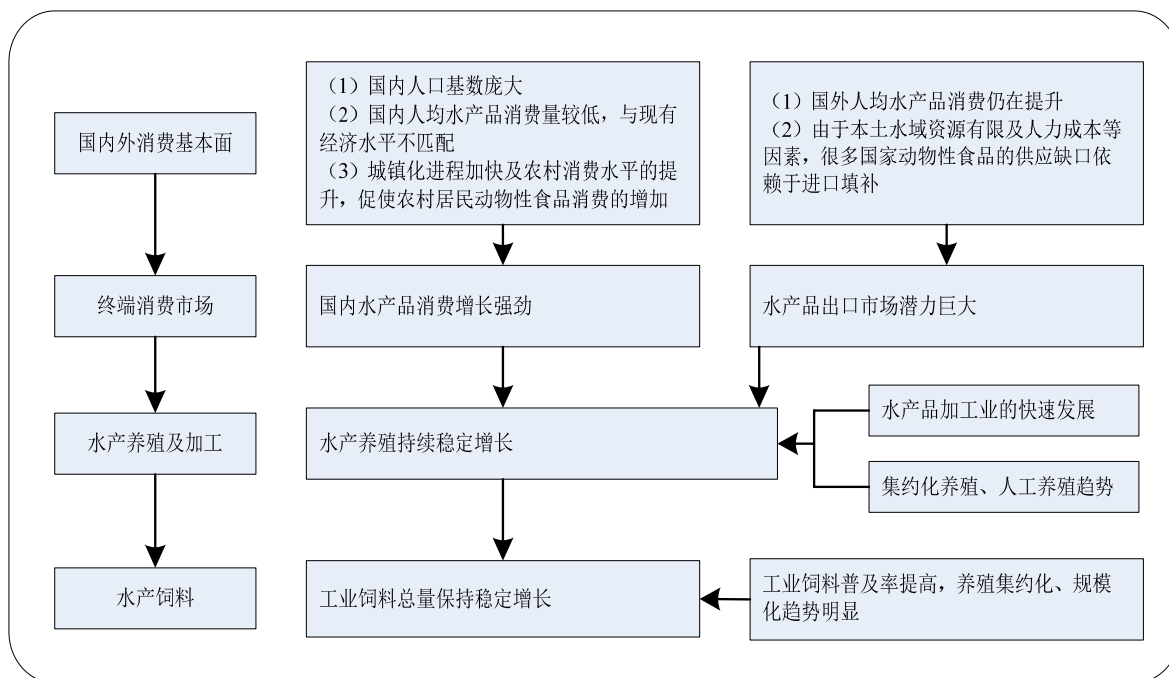 国内外消费基本面
（1）国内人口基数庞大
（2）国内人均水产品消费量较低，与现有
经济水平不匹配
（3）城镇化进程加快及农村消费水平的提
升，促使农村居民动物性食品消费的增加
（1）国外人均水产品消费仍在提升
（2）由于本土水域资源有限及人力成本等
因素，很多国家动物性食品的供应缺口依
赖于进口填补
终端消费市场
国内水产品消费增长强劲
水产品出口市场潜力巨大
水产养殖及加工
水产养殖持续稳定增长
水产品加工业的快速发展
集约化养殖、人工养殖趋势
水产饲料
工业饲料总量保持稳定增长
工业饲料普及率提高，养殖集约化、规模
化趋势明显